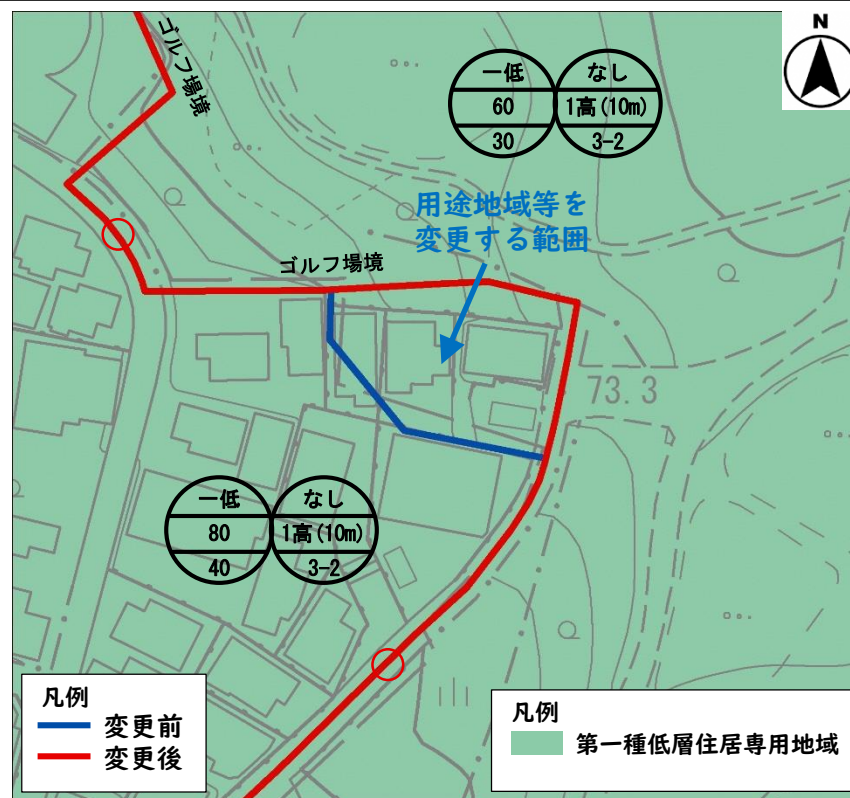 N
ゴルフ場境
一低
なし
60
1高(10m)
30
3-2
用途地域等を
変更する範囲
ゴルフ場境
73.3
一低
なし
80
1高(10m)
40
3-2
凡例
変更前
変更後
凡例
第一種低層住居専用地域